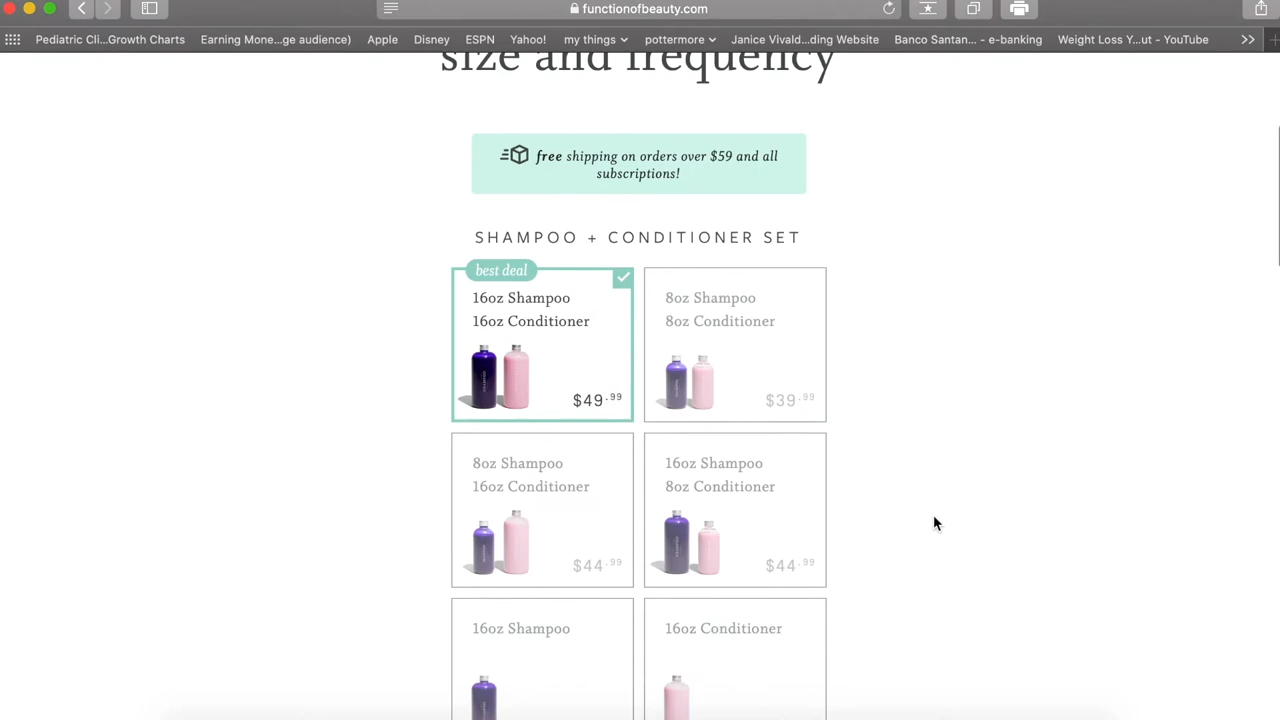 functionofbeauty.com
Pediatric Cli...Growth Charts Earning Mone...ge audience) Apple Disney ESPN Yahoo! my things pottermore Janice Vivald...ding Website Banco Santan... - e-banking Weight Loss Y...ut - YouTube
size and frequency
free shipping on orders over $59 and all
subscriptions!
SHAMPOO + CONDITIONER SET
best deal
16oz Shampoo
16oz Conditioner
$49.99
8oz Shampoo
8oz Conditioner
$39.99
8oz Shampoo
16oz Conditioner
$44.99
16oz Shampoo
8oz Conditioner
$44.99
16oz Shampoo
16oz Conditioner